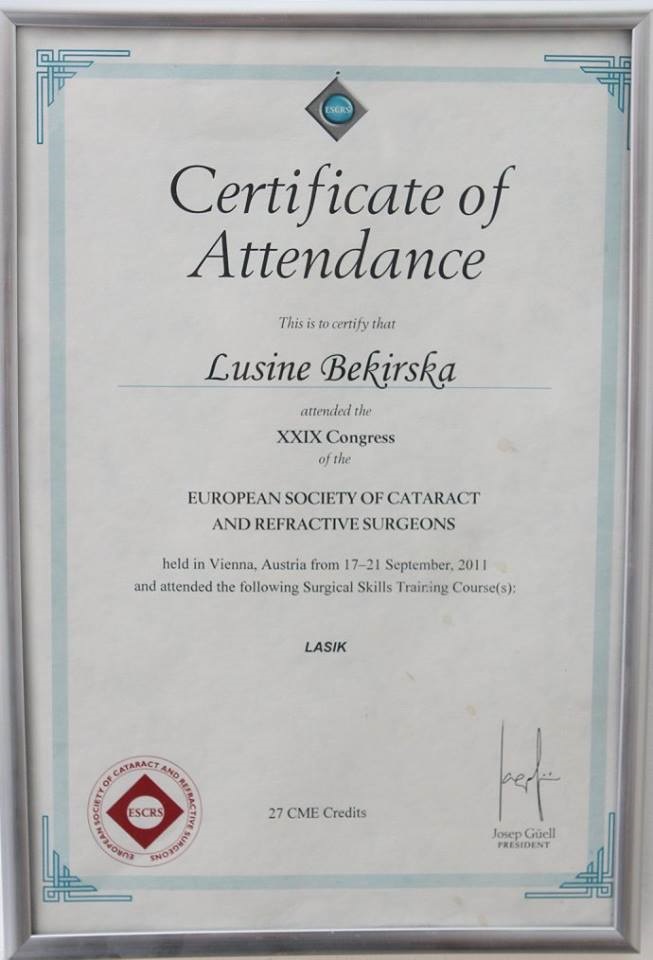 ESCRS
Certificate of
Attendance
This is to certify that
Lusine Bekirska
attended the
XXIX Congress
of the
EUROPEAN SOCIETY OF CATARACT
AND REFRACTIVE SURGEONS
held in Vienna, Austria from 17–21 September, 2011
and attended the following Surgical Skills Training Course(s):
LASIK
EUROPEAN SOCIETY OF CATARACT AND REFRACTIVE SURGEONS
ESCRS
27 CME Credits
Josep Güell
PRESIDENT